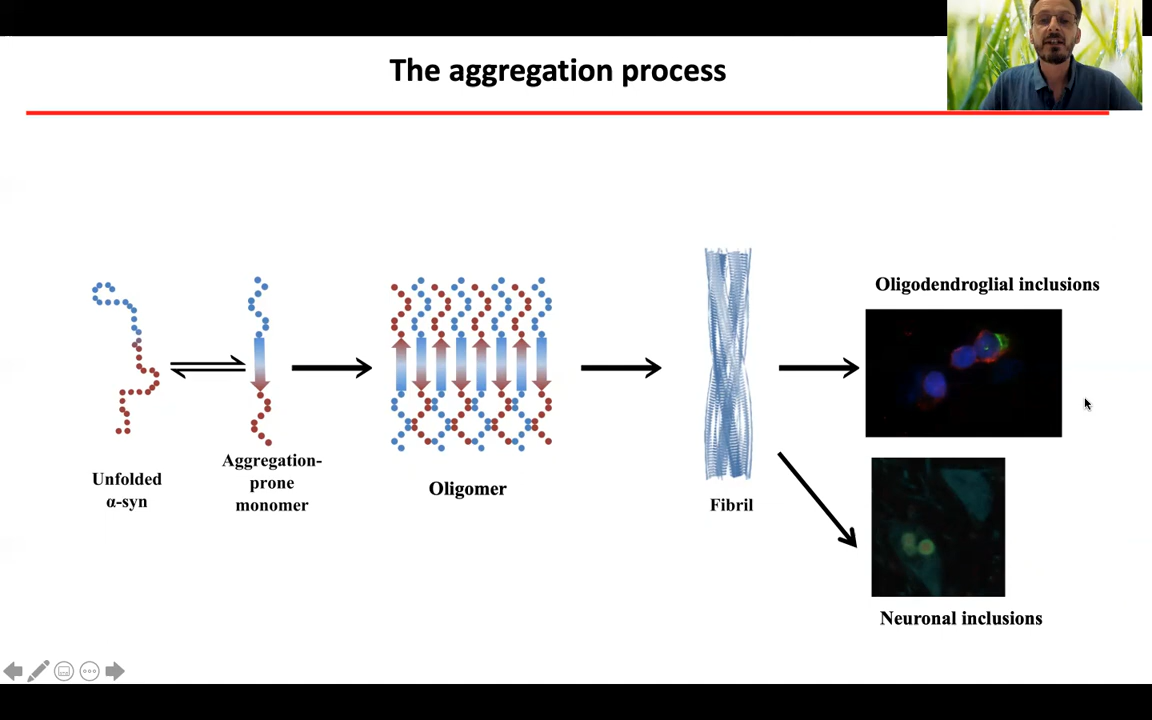 The aggregation process
Unfolded
α-syn
Aggregation-
prone
monomer
Oligomer
Fibril
Oligodendroglial inclusions
Neuronal inclusions